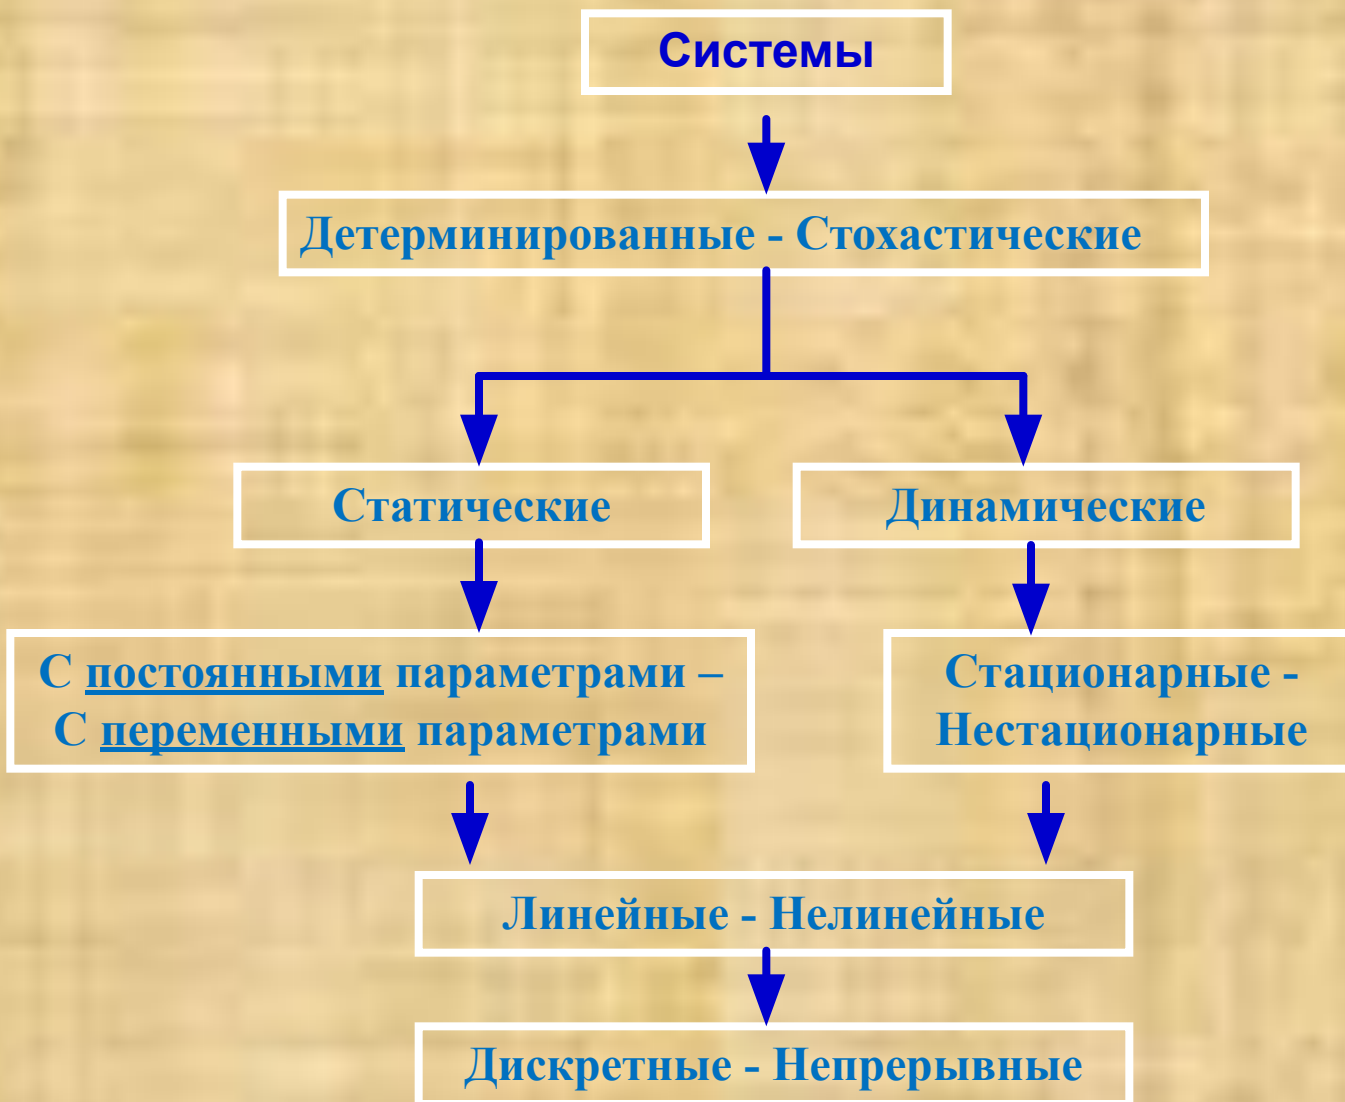 Системы
Детерминированные - Стохастические
Статические
Динамические
С постоянными параметрами –
С переменными параметрами
Стационарные -
Нестационарные
Линейные - Нелинейные
Дискретные - Непрерывные